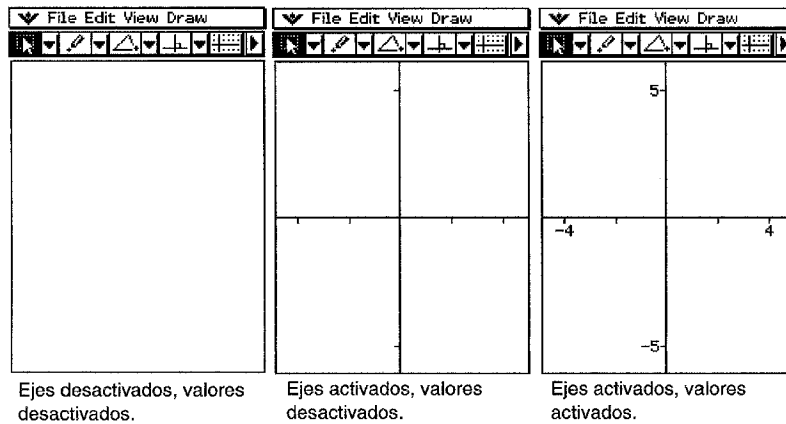 File Edit View Draw
File Edit View Draw
File Edit View Draw
5
-4 4
-5
Ejes desactivados, valores
desactivados.
Ejes activados, valores
desactivados.
Ejes activados, valores
activados.